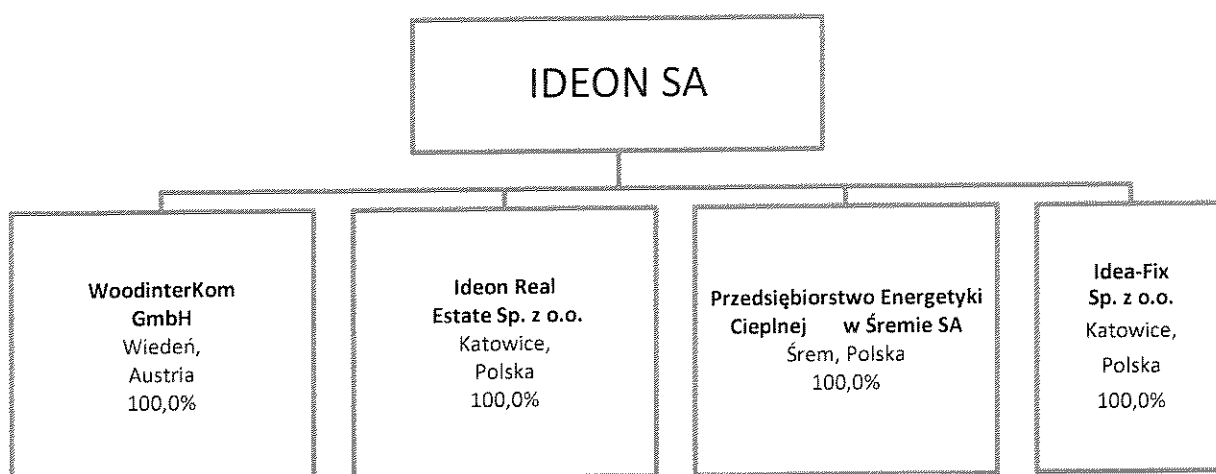 IDEON SA
WoodinterKom
GmbH
Wiedeń,
Austria
100,0%
Ideon Real
Estate Sp. z o.o.
Katowice,
Polska
100,0%
Przedsiębiorstwo Energetyki
Cieplnej w Śremie SA
Śrem, Polska
100,0%
Idea-Fix
Sp. z o.o.
Katowice,
Polska
100,0%